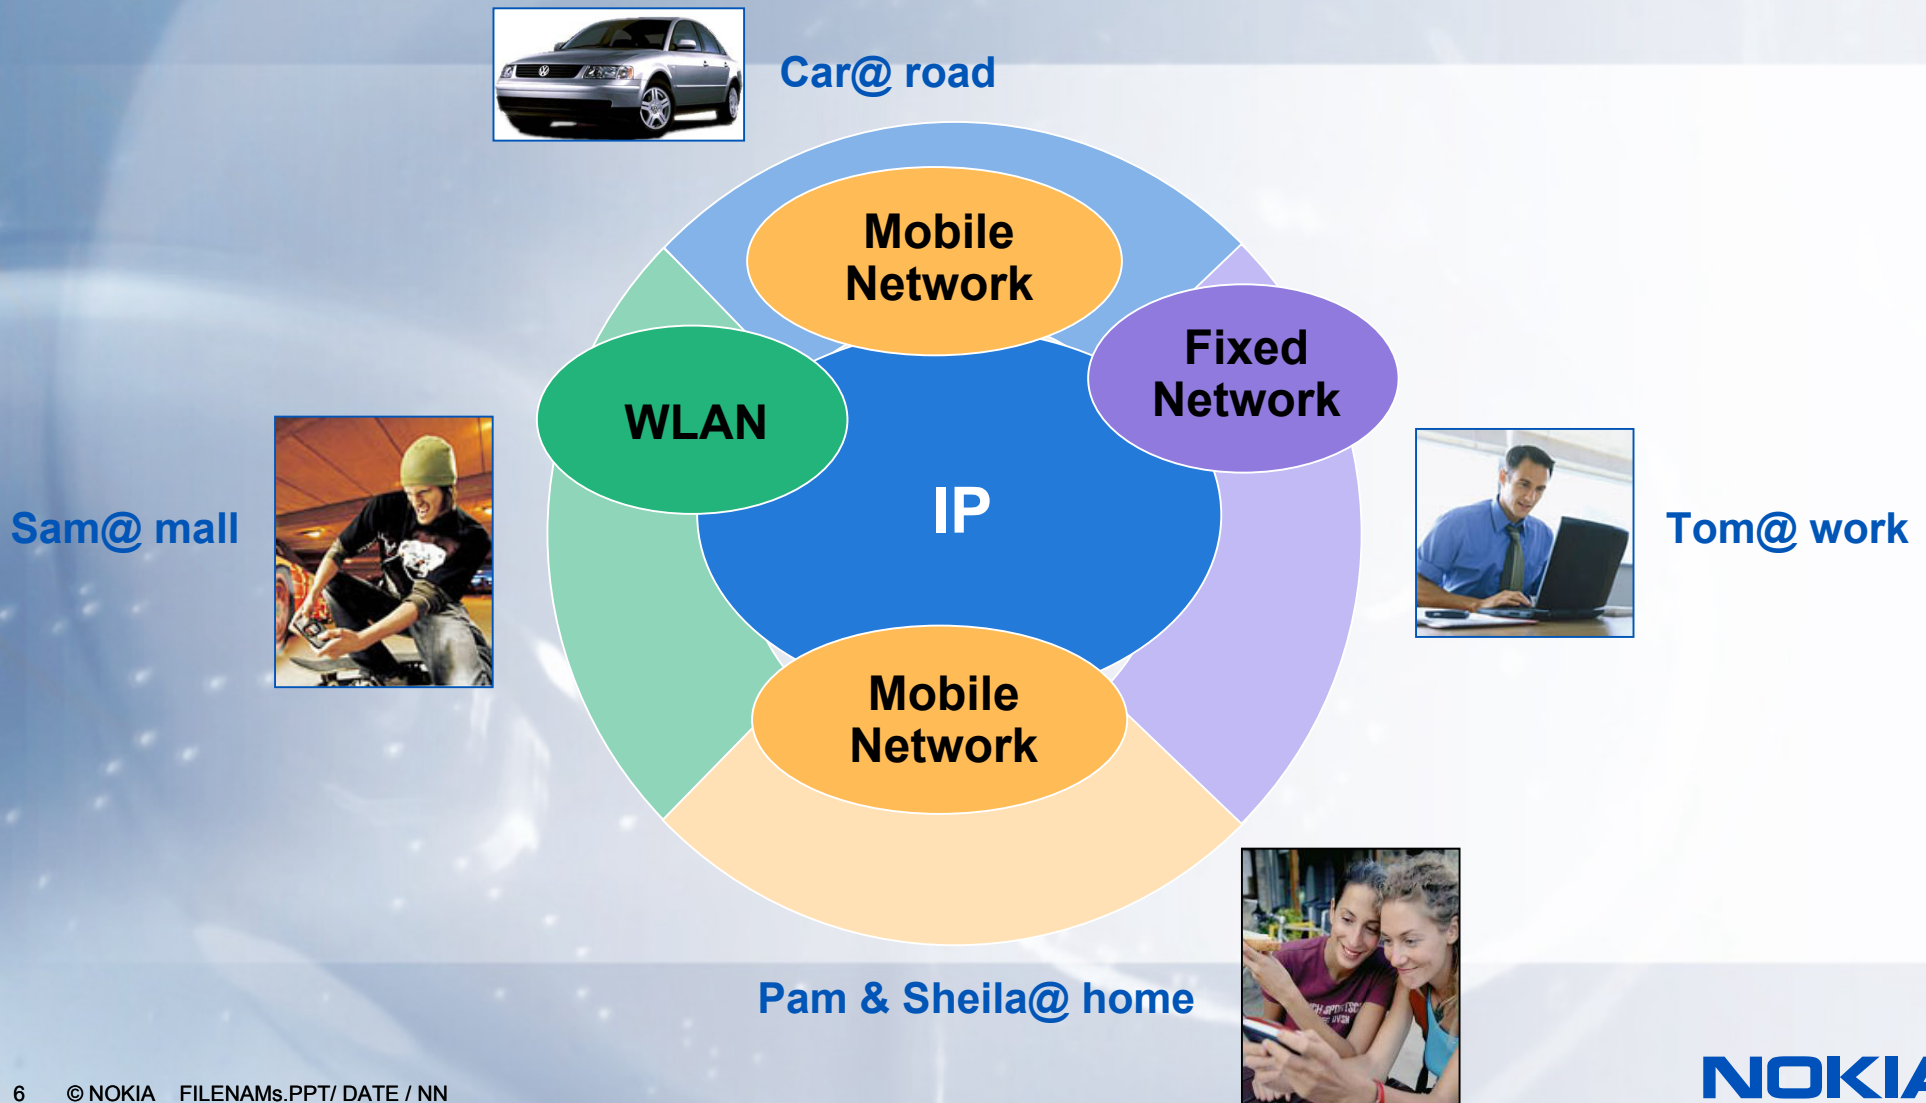 Car@ road
Mobile
Network
Fixed
Network
WLAN
IP
Sam@ mall
Tom@ work
Mobile
Network
Pam & Sheila@ home
6 © NOKIA FILENAMs.PPT/ DATE / NN
NOKIA